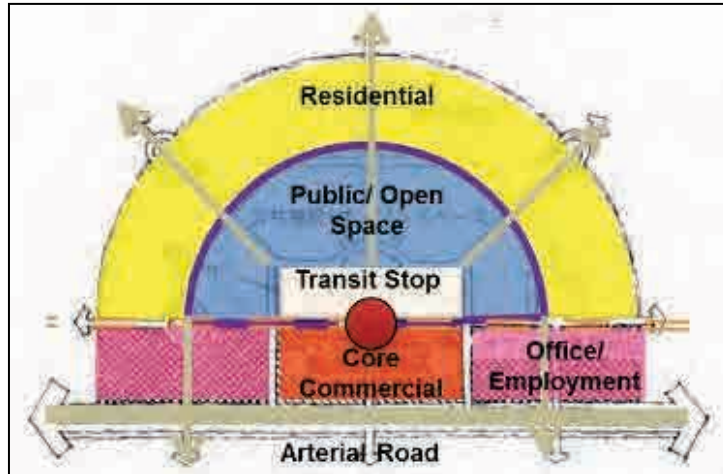 Residential
Public/ Open
Space
Transit Stop
Core
Commercial
Office/
Employment
Arterial Road